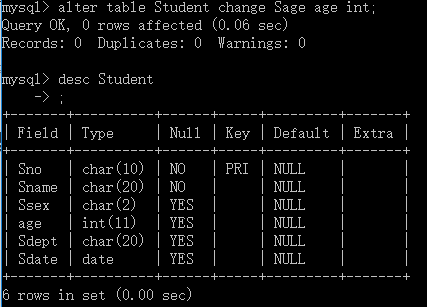 mysql> alter table Student change Sage age int;
Query OK, 0 rows affected (0.06 sec)
Records: 0  Duplicates: 0  Warnings: 0

mysql> desc Student
    -> ;
+-------+----------+------+-----+---------+-------+
| Field | Type     | Null | Key | Default | Extra |
+-------+----------+------+-----+---------+-------+
| Sno   | char(10) | NO   | PRI | NULL    |       |
| Sname | char(20) | NO   |     | NULL    |       |
| Ssex  | char(2)  | YES  |     | NULL    |       |
| age   | int(11)  | YES  |     | NULL    |       |
| Sdept | char(20) | YES  |     | NULL    |       |
| Sdate | date     | YES  |     | NULL    |       |
+-------+----------+------+-----+---------+-------+
6 rows in set (0.00 sec)